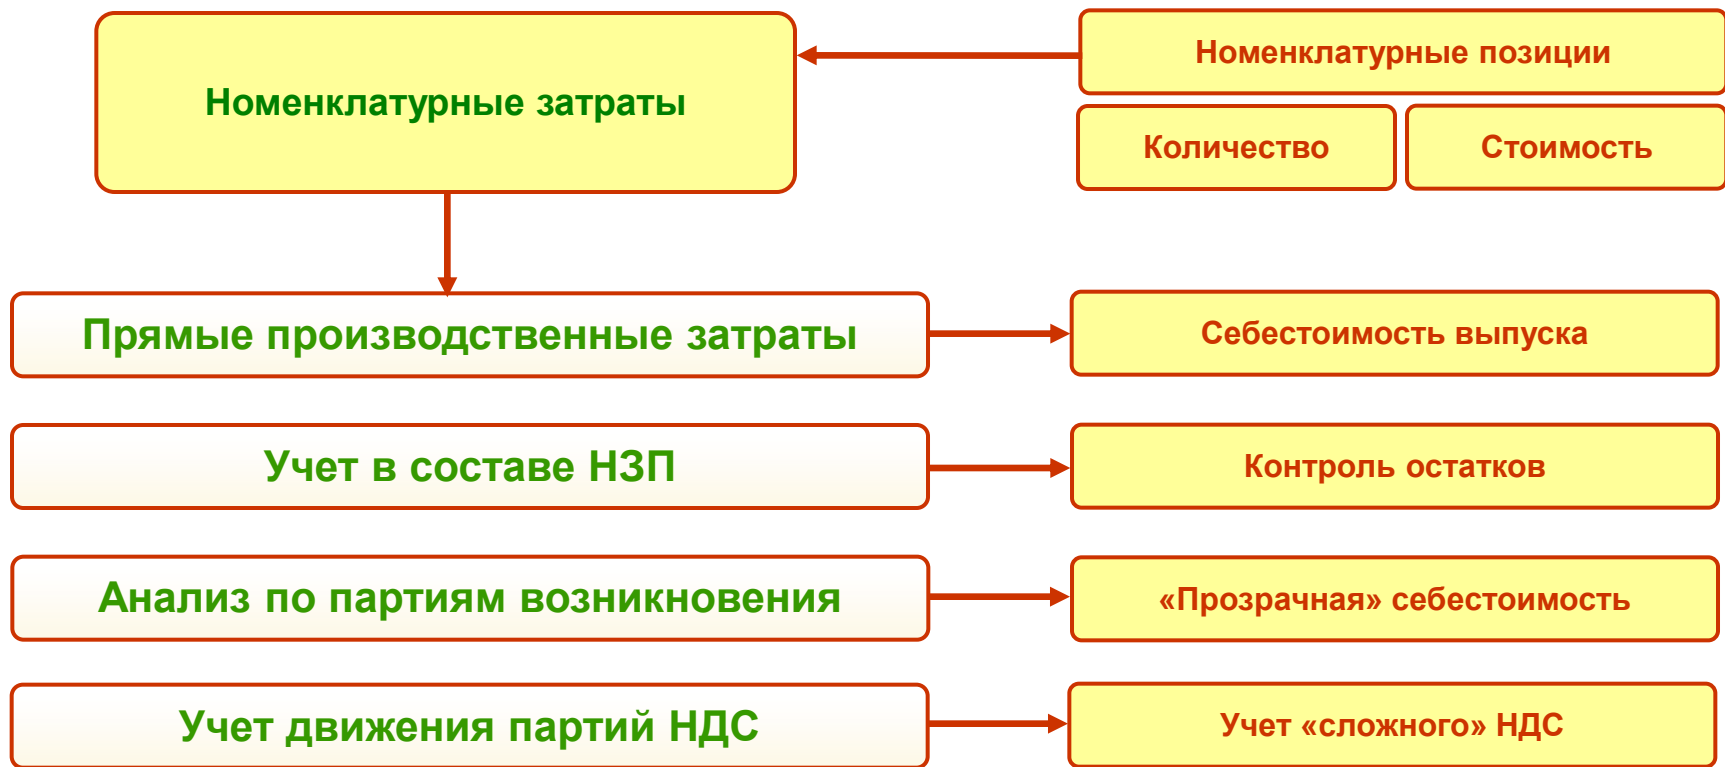 Номенклатурные затраты
Номенклатурные позиции
Количество
Стоимость
Прямые производственные затраты
Себестоимость выпуска
Учет в составе НЗП
Контроль остатков
Анализ по партиям возникновения
«Прозрачная» себестоимость
Учет движения партий НДС
Учет «сложного» НДС